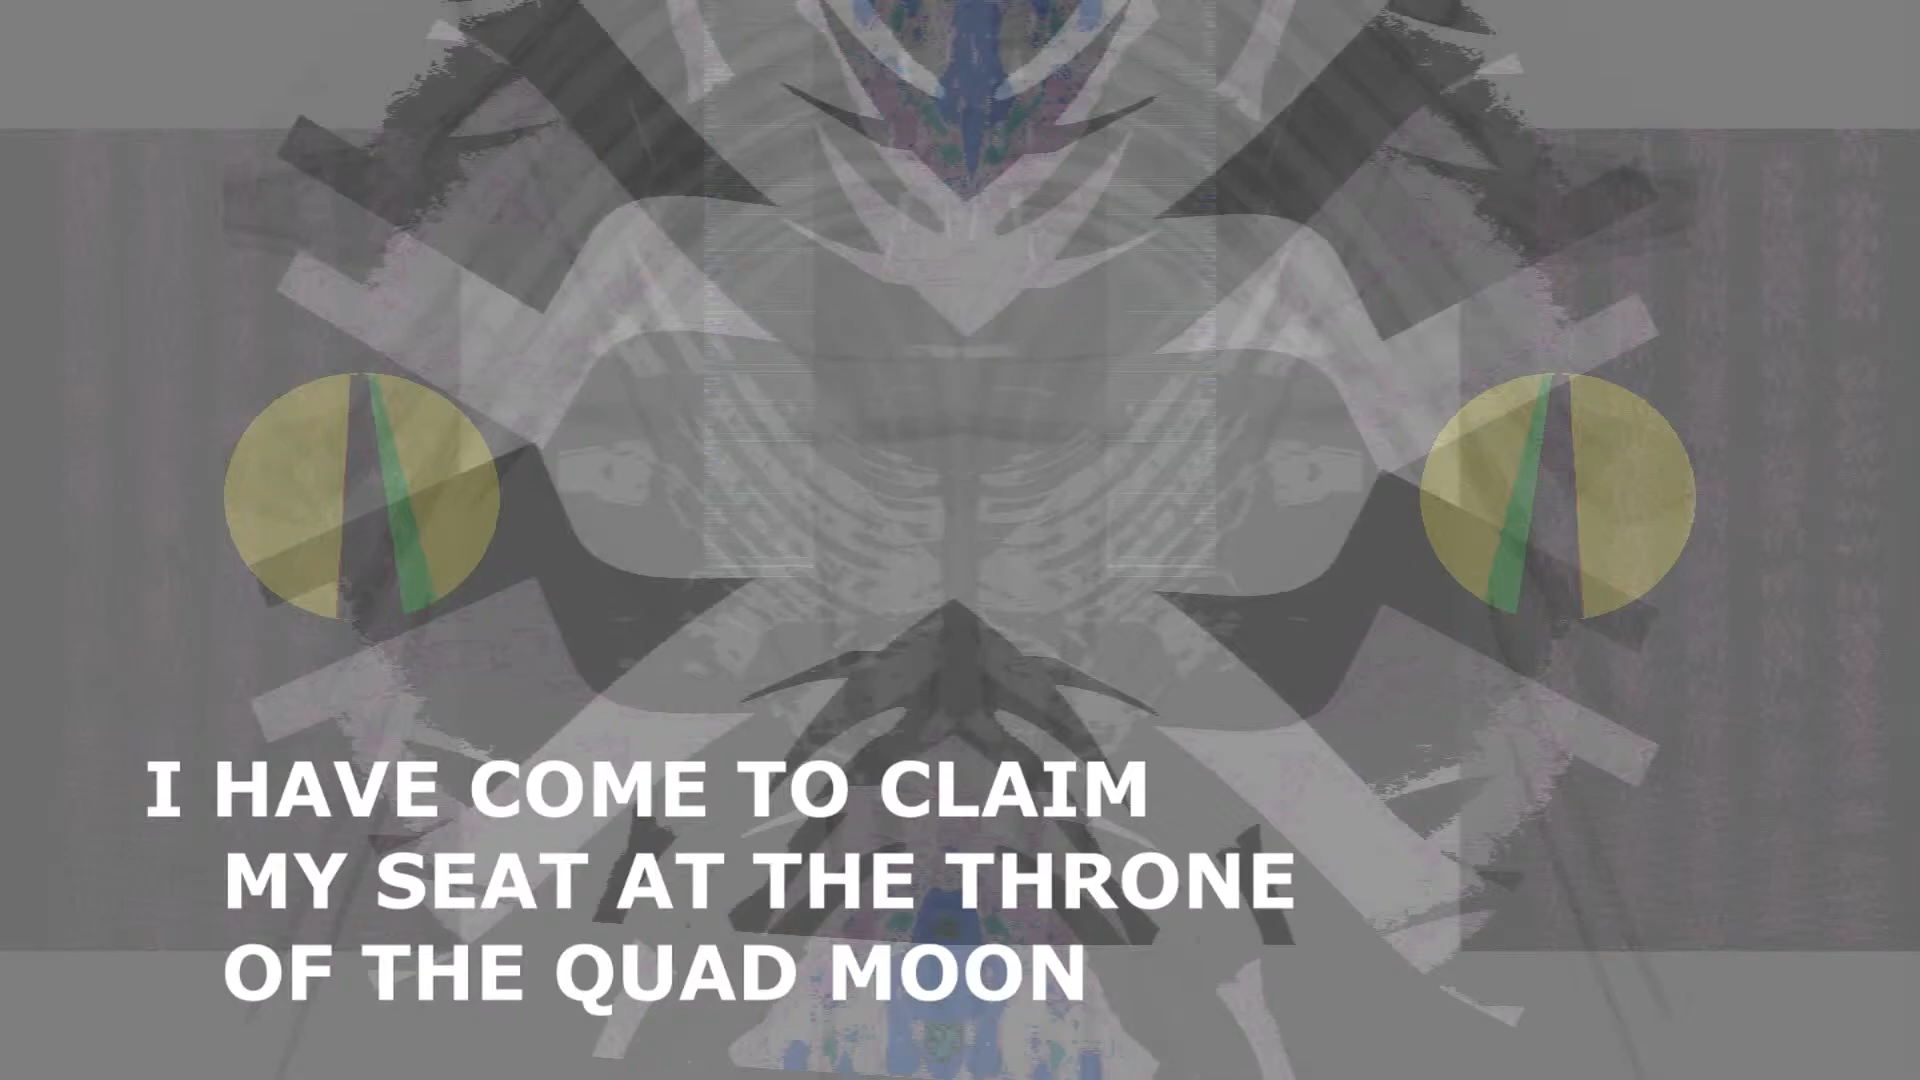 I HAVE COME TO CLAIM
MY SEAT AT THE THRONE
OF THE QUAD MOON